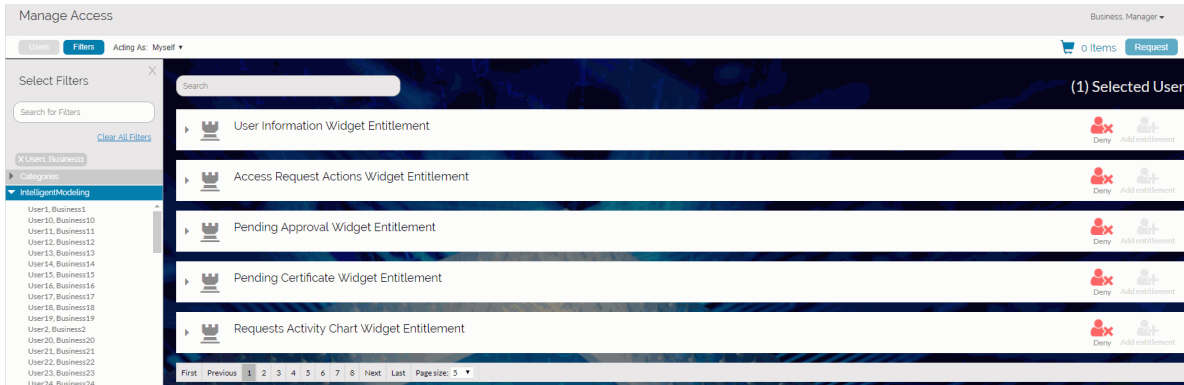 Manage Access
Business, Manager
Users
Filters
Acting As: Myself
0 Items
Request
Select Filters
X
Search for Filters
Clear All Filters
X User1, Business1
Categories
IntelligentModeling
User1, Business1
User10, Business10
User11, Business11
User12, Business12
User13, Business13
User14, Business14
User15, Business15
User16, Business16
User17, Business17
User18, Business18
User19, Business19
User2, Business2
User20, Business20
User21, Business21
User22, Business22
User23, Business23
User24, Business24
Search
(1) Selected User
User Information Widget Entitlement
Deny Add entitlement
Access Request Actions Widget Entitlement
Deny Add entitlement
Pending Approval Widget Entitlement
Deny Add entitlement
Pending Certificate Widget Entitlement
Deny Add entitlement
Requests Activity Chart Widget Entitlement
Deny Add entitlement
First Previous 1 2 3 4 5 6 7 8 Next Last Page size: 5